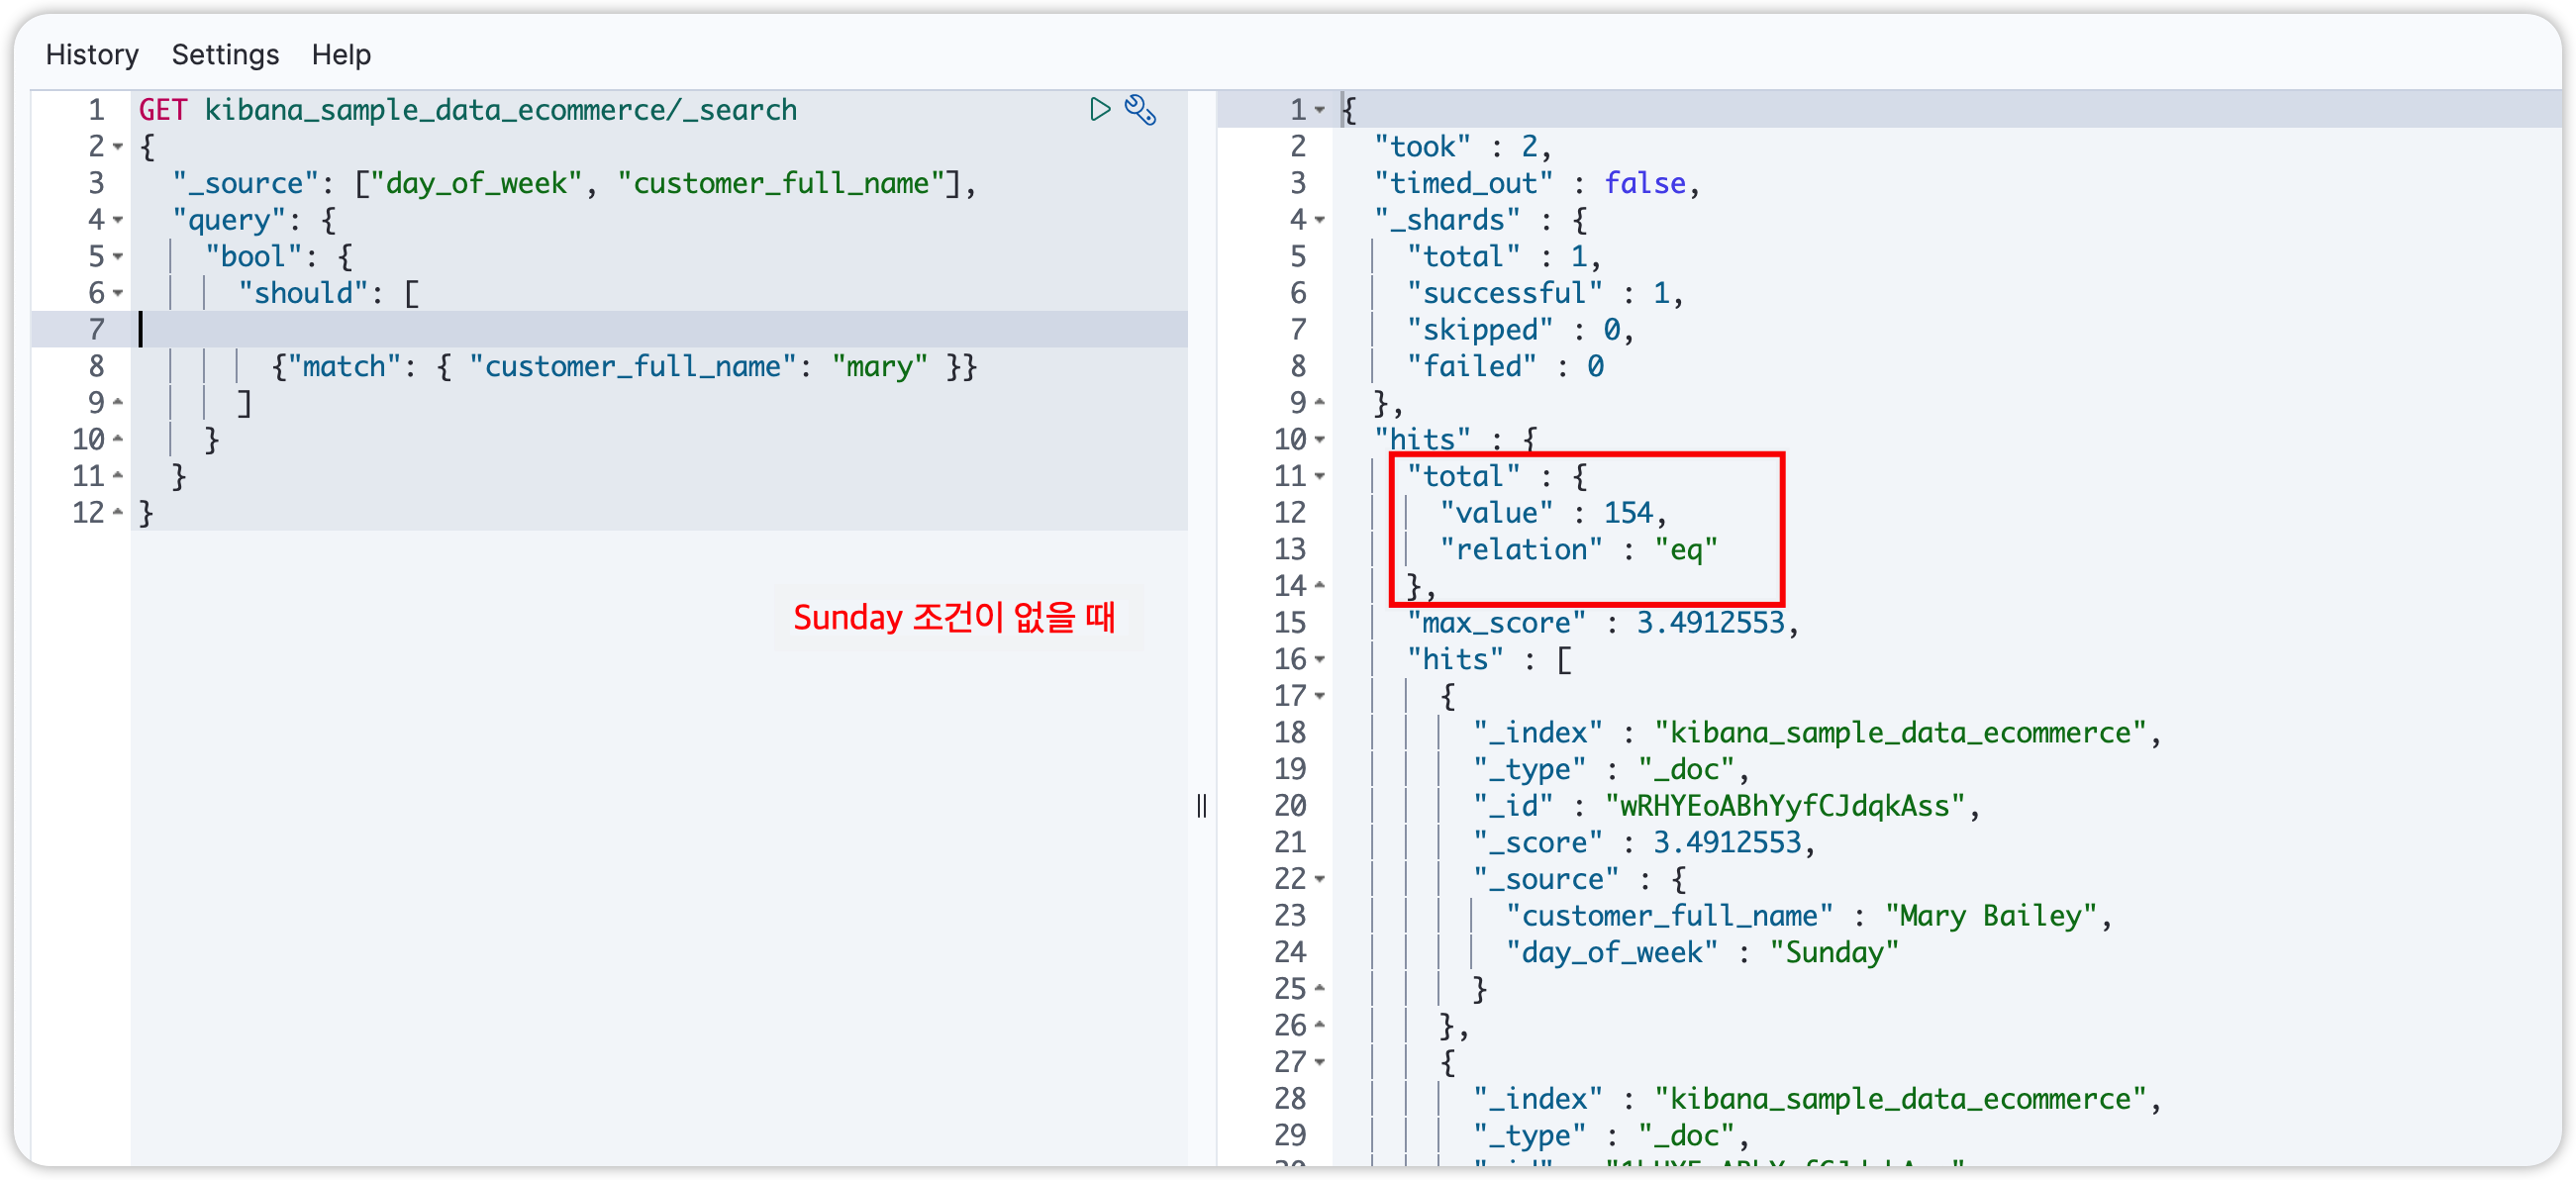 History Settings Help
1 GET kibana_sample_data_ecommerce/_search
2 {
3 "_source": ["day_of_week", "customer_full_name"],
4 "query": {
5 "bool": {
6 "should": [
7
8 {"match": { "customer_full_name": "mary" }}
9 ]
10 }
11 }
12 }
Sunday 조건이 없을 때
1 {
2 "took" : 2,
3 "timed_out" : false,
4 "_shards" : {
5 "total" : 1,
6 "successful" : 1,
7 "skipped" : 0,
8 "failed" : 0
9 },
10 "hits" : {
11 "total" : {
12 "value" : 154,
13 "relation" : "eq"
14 },
15 "max_score" : 3.4912553,
16 "hits" : [
17 {
18 "_index" : "kibana_sample_data_ecommerce",
19 "_type" : "_doc",
20 "_id" : "wRHYEoABhYyfCJdqkAss",
21 "_score" : 3.4912553,
22 "_source" : {
23 "customer_full_name" : "Mary Bailey",
24 "day_of_week" : "Sunday"
25 }
26 },
27 {
28 "_index" : "kibana_sample_data_ecommerce",
29 "_type" : "_doc",